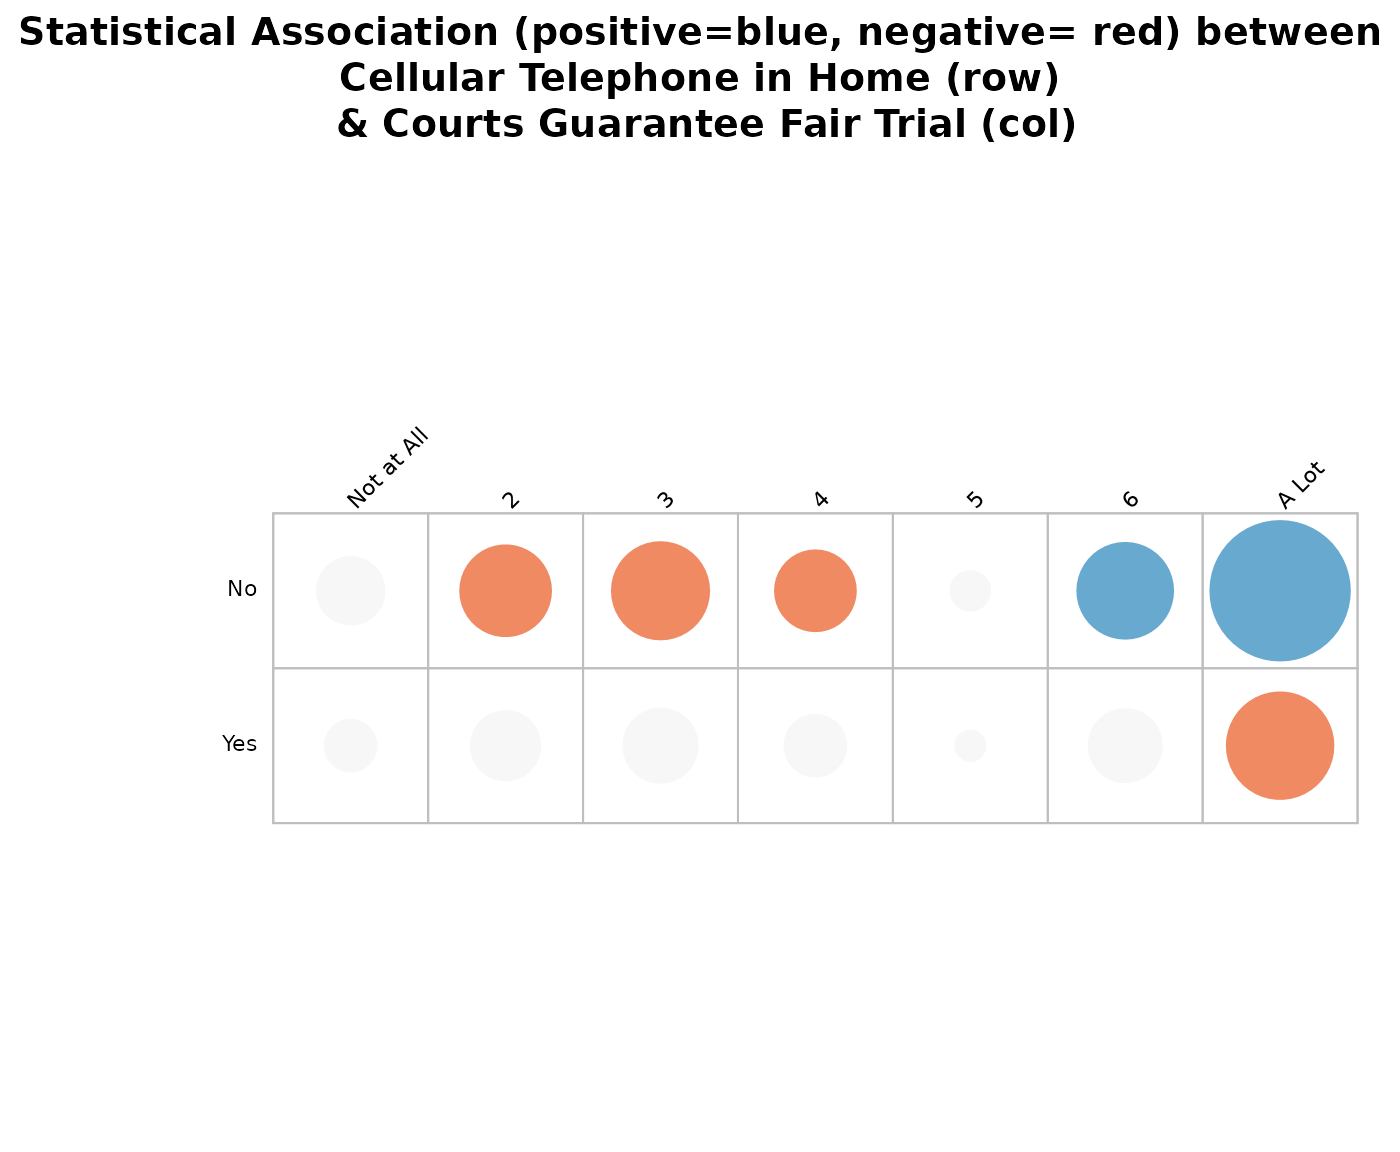 Statistical Association (positive=blue, negative= red) between
Cellular Telephone in Home (row)
& Courts Guarantee Fair Trial (col)
Not at All
2
3
4
5
6
A Lot
No
Yes